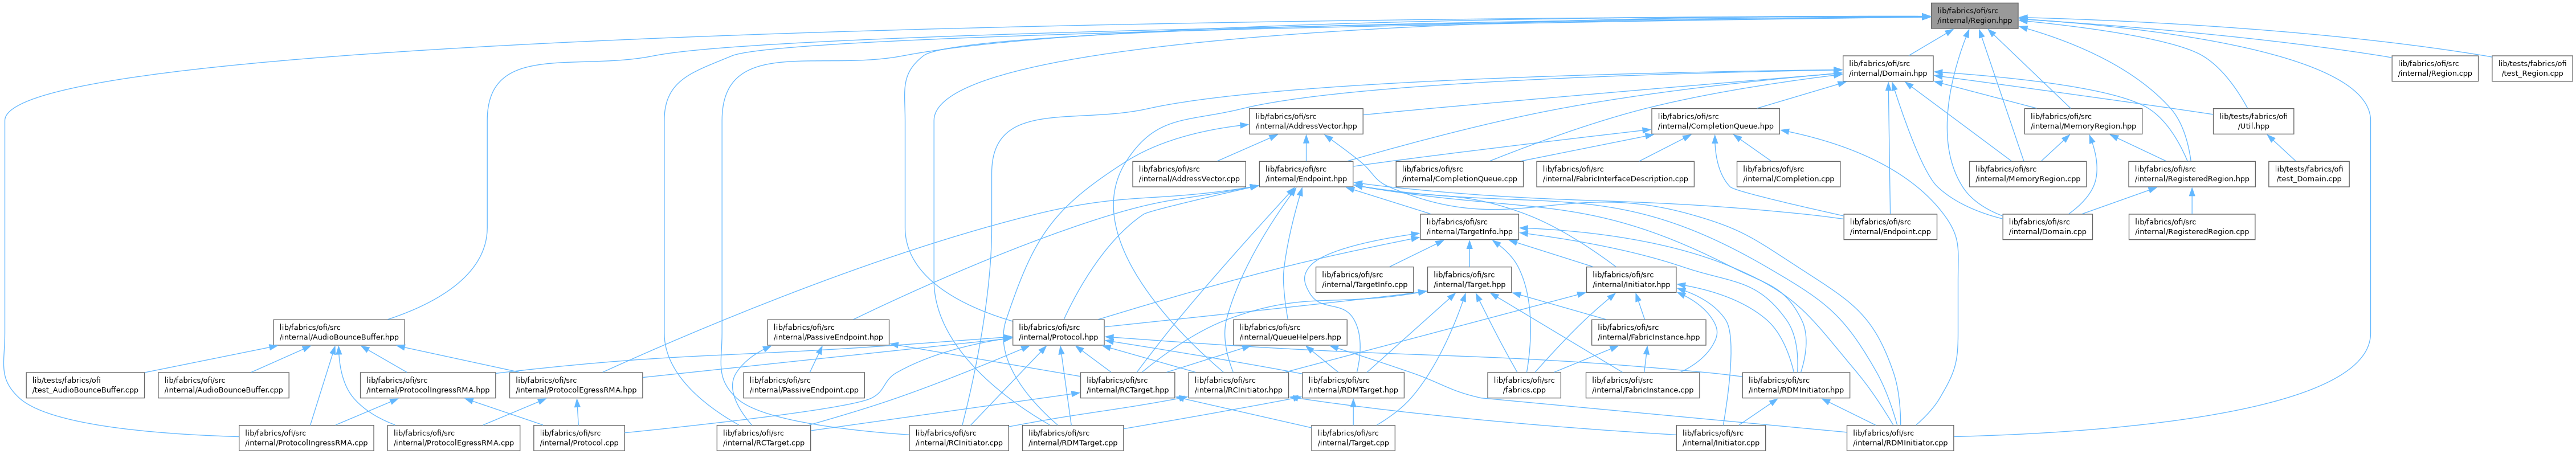 lib/fabrics/ofi/src
/internal/Region.hpp
lib/fabrics/ofi/src
/internal/Domain.hpp
lib/fabrics/ofi/src
/internal/Region.cpp
lib/tests/fabrics/ofi
/test_Region.cpp
lib/fabrics/ofi/src
/internal/AddressVector.hpp
lib/fabrics/ofi/src
/internal/CompletionQueue.hpp
lib/fabrics/ofi/src
/internal/MemoryRegion.hpp
lib/tests/fabrics/ofi
/Util.hpp
lib/fabrics/ofi/src
/internal/AddressVector.cpp
lib/fabrics/ofi/src
/internal/Endpoint.hpp
lib/fabrics/ofi/src
/internal/CompletionQueue.cpp
lib/fabrics/ofi/src
/internal/FabricInterfaceDescription.cpp
lib/fabrics/ofi/src
/internal/Completion.cpp
lib/fabrics/ofi/src
/internal/MemoryRegion.cpp
lib/fabrics/ofi/src
/internal/RegisteredRegion.hpp
lib/tests/fabrics/ofi
/test_Domain.cpp
lib/fabrics/ofi/src
/internal/TargetInfo.hpp
lib/fabrics/ofi/src
/internal/Endpoint.cpp
lib/fabrics/ofi/src
/internal/Domain.cpp
lib/fabrics/ofi/src
/internal/RegisteredRegion.cpp
lib/fabrics/ofi/src
/internal/TargetInfo.cpp
lib/fabrics/ofi/src
/internal/Target.hpp
lib/fabrics/ofi/src
/internal/Initiator.hpp
lib/fabrics/ofi/src
/internal/AudioBounceBuffer.hpp
lib/fabrics/ofi/src
/internal/PassiveEndpoint.hpp
lib/fabrics/ofi/src
/internal/Protocol.hpp
lib/fabrics/ofi/src
/internal/QueueHelpers.hpp
lib/fabrics/ofi/src
/internal/FabricInstance.hpp
lib/tests/fabrics/ofi
/test_AudioBounceBuffer.cpp
lib/fabrics/ofi/src
/internal/AudioBounceBuffer.cpp
lib/fabrics/ofi/src
/internal/ProtocolIngressRMA.hpp
lib/fabrics/ofi/src
/internal/ProtocolEgressRMA.hpp
lib/fabrics/ofi/src
/internal/PassiveEndpoint.cpp
lib/fabrics/ofi/src
/internal/RCTarget.hpp
lib/fabrics/ofi/src
/internal/RCInitiator.hpp
lib/fabrics/ofi/src
/internal/RDMTarget.hpp
lib/fabrics/ofi/src
/fabrics.cpp
lib/fabrics/ofi/src
/internal/FabricInstance.cpp
lib/fabrics/ofi/src
/internal/RDMInitiator.hpp
lib/fabrics/ofi/src
/internal/ProtocolIngressRMA.cpp
lib/fabrics/ofi/src
/internal/ProtocolEgressRMA.cpp
lib/fabrics/ofi/src
/internal/Protocol.cpp
lib/fabrics/ofi/src
/internal/RCTarget.cpp
lib/fabrics/ofi/src
/internal/RCInitiator.cpp
lib/fabrics/ofi/src
/internal/RDMTarget.cpp
lib/fabrics/ofi/src
/internal/Target.cpp
lib/fabrics/ofi/src
/internal/Initiator.cpp
lib/fabrics/ofi/src
/internal/RDMInitiator.cpp